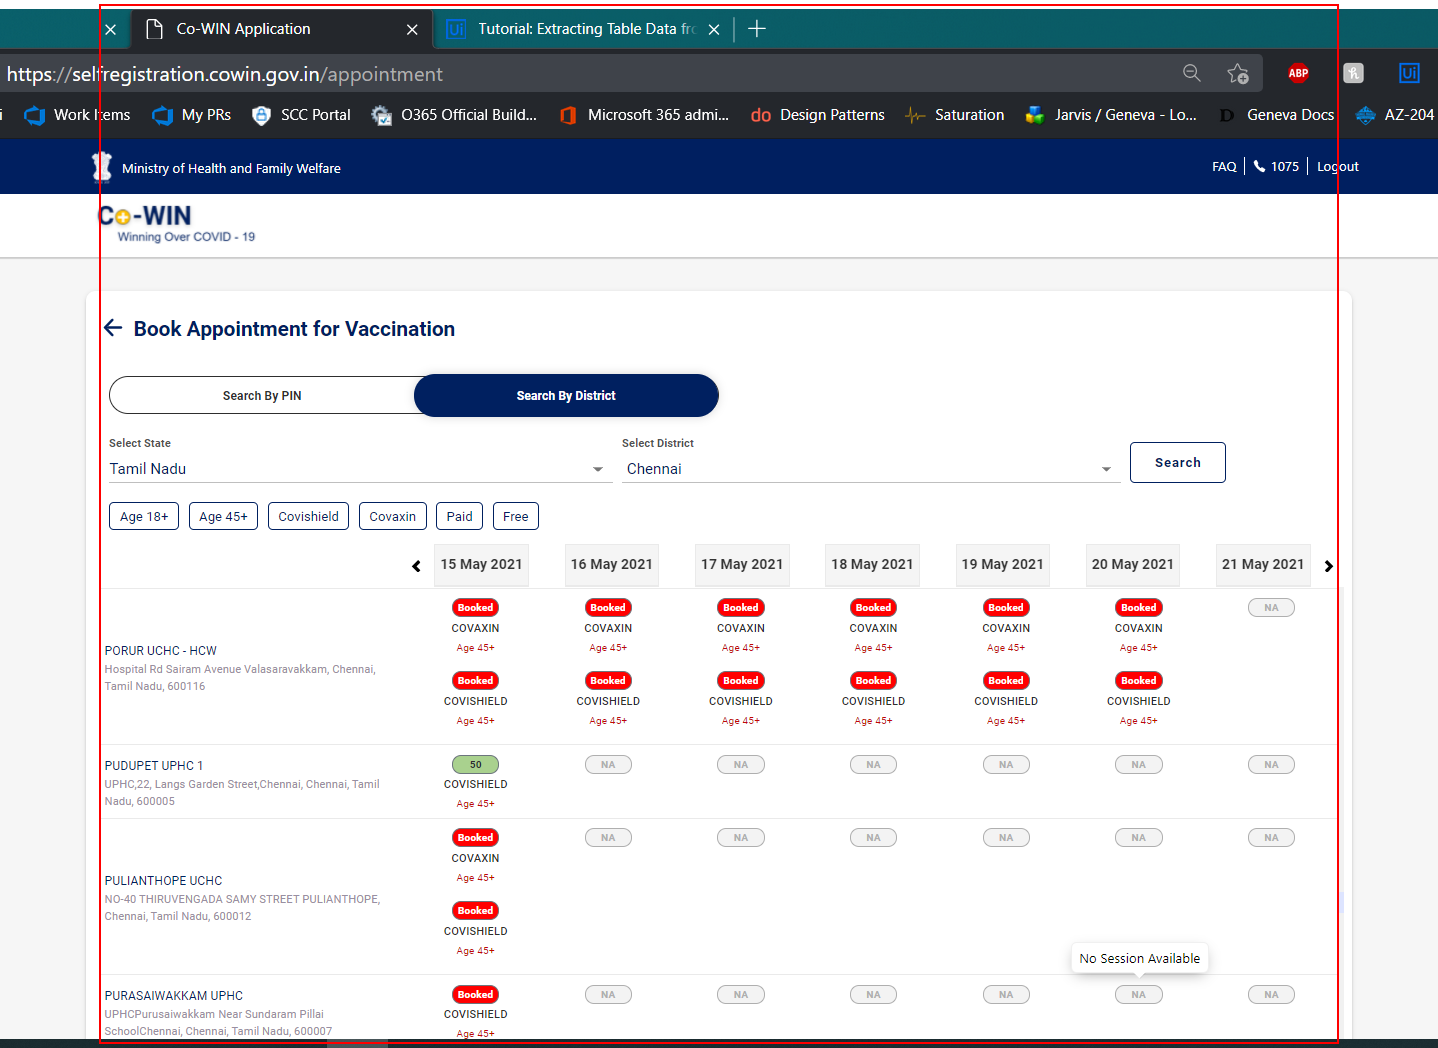 Co-WIN Application
Ui Tutorial: Extracting Table Data fro
https://selfregistration.cowin.gov.in/appointment
ABP
Ui
i Work Items My PRs SCC Portal O365 Official Build... Microsoft 365 admi... do Design Patterns Saturation Jarvis / Geneva - Lo... D Geneva Docs AZ-204
Ministry of Health and Family Welfare
FAQ 1075 Logout
Co-WIN
Winning Over COVID - 19
Book Appointment for Vaccination
Search By PIN Search By District
Select State Select District
Tamil Nadu Chennai Search
Age 18+ Age 45+ Covishield Covaxin Paid Free
15 May 2021 16 May 2021 17 May 2021 18 May 2021 19 May 2021 20 May 2021 21 May 2021
PORUR UCHC - HCW
Hospital Rd Sairam Avenue Valasaravakkam, Chennai,
Tamil Nadu, 600116
Booked Booked Booked Booked Booked Booked NA
COVAXIN COVAXIN COVAXIN COVAXIN COVAXIN COVAXIN
Age 45+ Age 45+ Age 45+ Age 45+ Age 45+ Age 45+
Booked Booked Booked Booked Booked Booked
COVISHIELD COVISHIELD COVISHIELD COVISHIELD COVISHIELD COVISHIELD
Age 45+ Age 45+ Age 45+ Age 45+ Age 45+ Age 45+
PUDUPET UPHC 1
UPHC,22, Langs Garden Street,Chennai, Chennai, Tamil
Nadu, 600005
50 NA NA NA NA NA NA
COVISHIELD
Age 45+
PULIANTHOPE UCHC
NO-40 THIRUVENGADA SAMY STREET PULIANTHOPE,
Chennai, Tamil Nadu, 600012
Booked NA NA NA NA NA NA
COVAXIN
Age 45+
Booked
COVISHIELD
Age 45+
No Session Available
PURASAIWAKKAM UPHC
UPHCPurusaiwakkam Near Sundaram Pillai
SchoolChennai, Chennai, Tamil Nadu, 600007
Booked NA NA NA NA NA NA
COVISHIELD
Age 45+